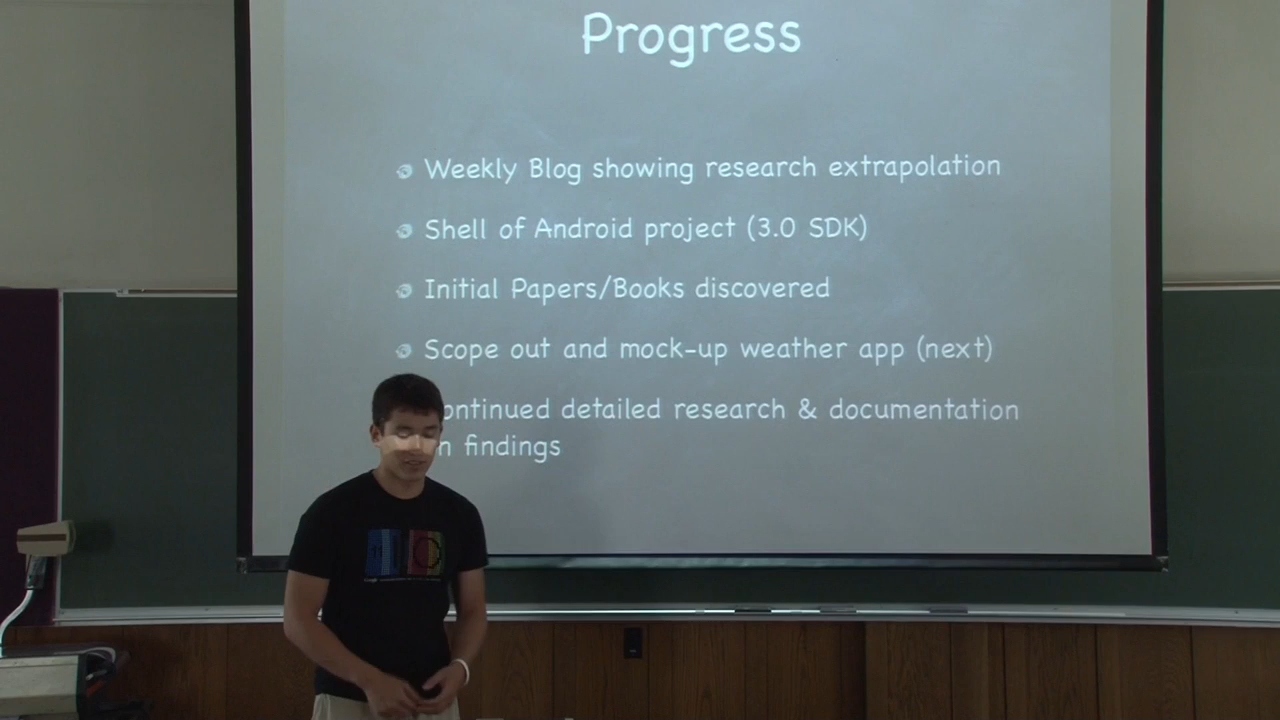 Progress
Weekly Blog showing research extrapolation
Shell of Android project (3.0 SDK)
Initial Papers/Books discovered
Scope out and mock-up weather app (next)
ontinued detailed research & documentation
n findings